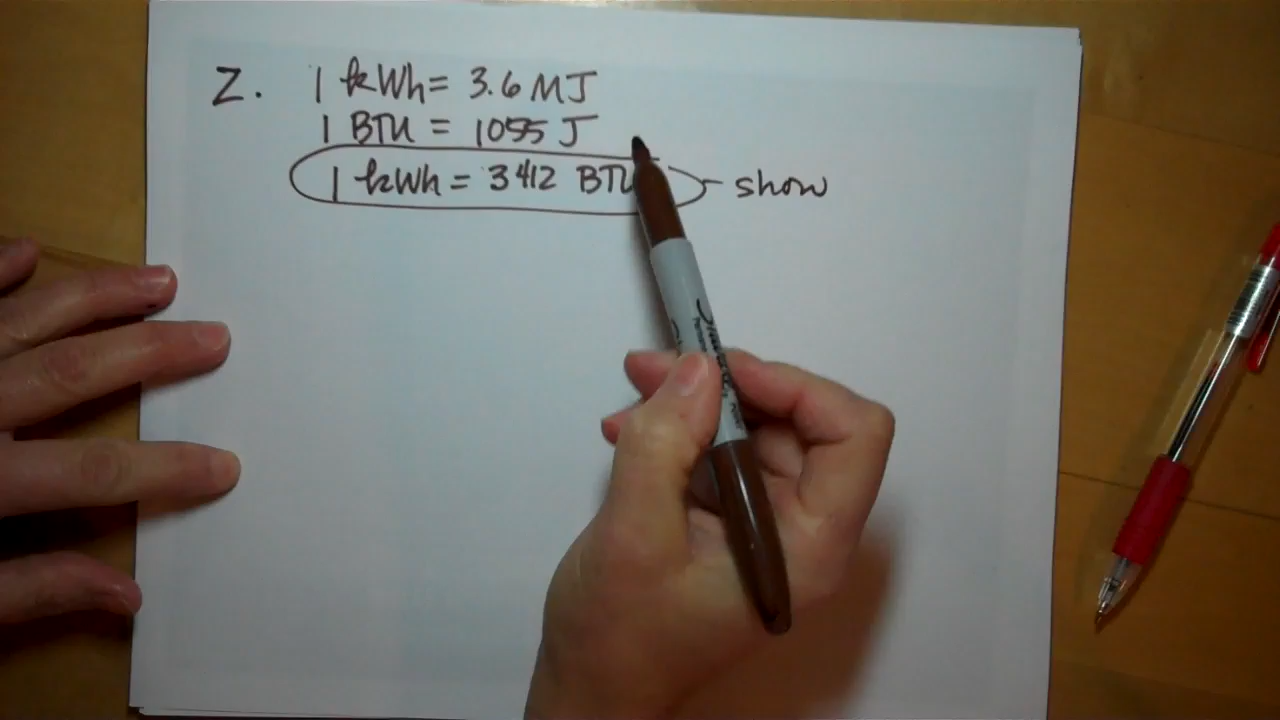 2. 1 kWh = 3.6 MJ
1 BTU = 1055 J
1 kWh = 3412 BTU - show